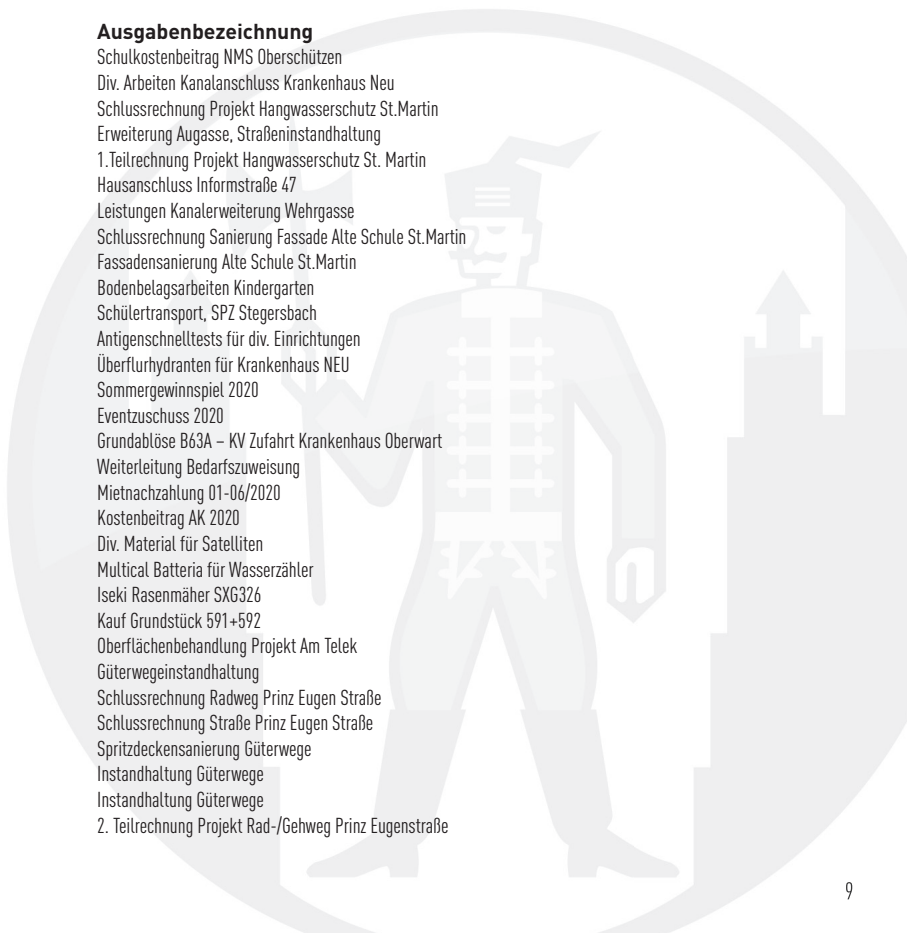 Ausgabenbezeichnung
Schulkostenbeitrag NMS Oberschützen
Div. Arbeiten Kanalanschluss Krankenhaus Neu
Schlussrechnung Projekt Hangwasserschutz St.Martin
Erweiterung Augasse, Straßeninstandhaltung
1.Teilrechnung Projekt Hangwasserschutz St. Martin
Hausanschluss Informstraße 47
Leistungen Kanalerweiterung Wehrgasse
Schlussrechnung Sanierung Fassade Alte Schule St.Martin
Fassadensanierung Alte Schule St.Martin
Bodenbelagsarbeiten Kindergarten
Schülertransport, SPZ Stegersbach
Antigenschnelltests für div. Einrichtungen
Überflurhydranten für Krankenhaus NEU
Sommergewinnspiel 2020
Eventzuschuss 2020
Grundablöse B63A – KV Zufahrt Krankenhaus Oberwart
Weiterleitung Bedarfszuweisung
Mietnachzahlung 01-06/2020
Kostenbeitrag AK 2020
Div. Material für Satelliten
Multical Batteria für Wasserzähler
Iseki Rasenmäher SXG326
Kauf Grundstück 591+592
Oberflächenbehandlung Projekt Am Telek
Güterwegeinstandhaltung
Schlussrechnung Radweg Prinz Eugen Straße
Schlussrechnung Straße Prinz Eugen Straße
Spritzdeckensanierung Güterwege
Instandhaltung Güterwege
Instandhaltung Güterwege
2. Teilrechnung Projekt Rad-/Gehweg Prinz Eugenstraße
9